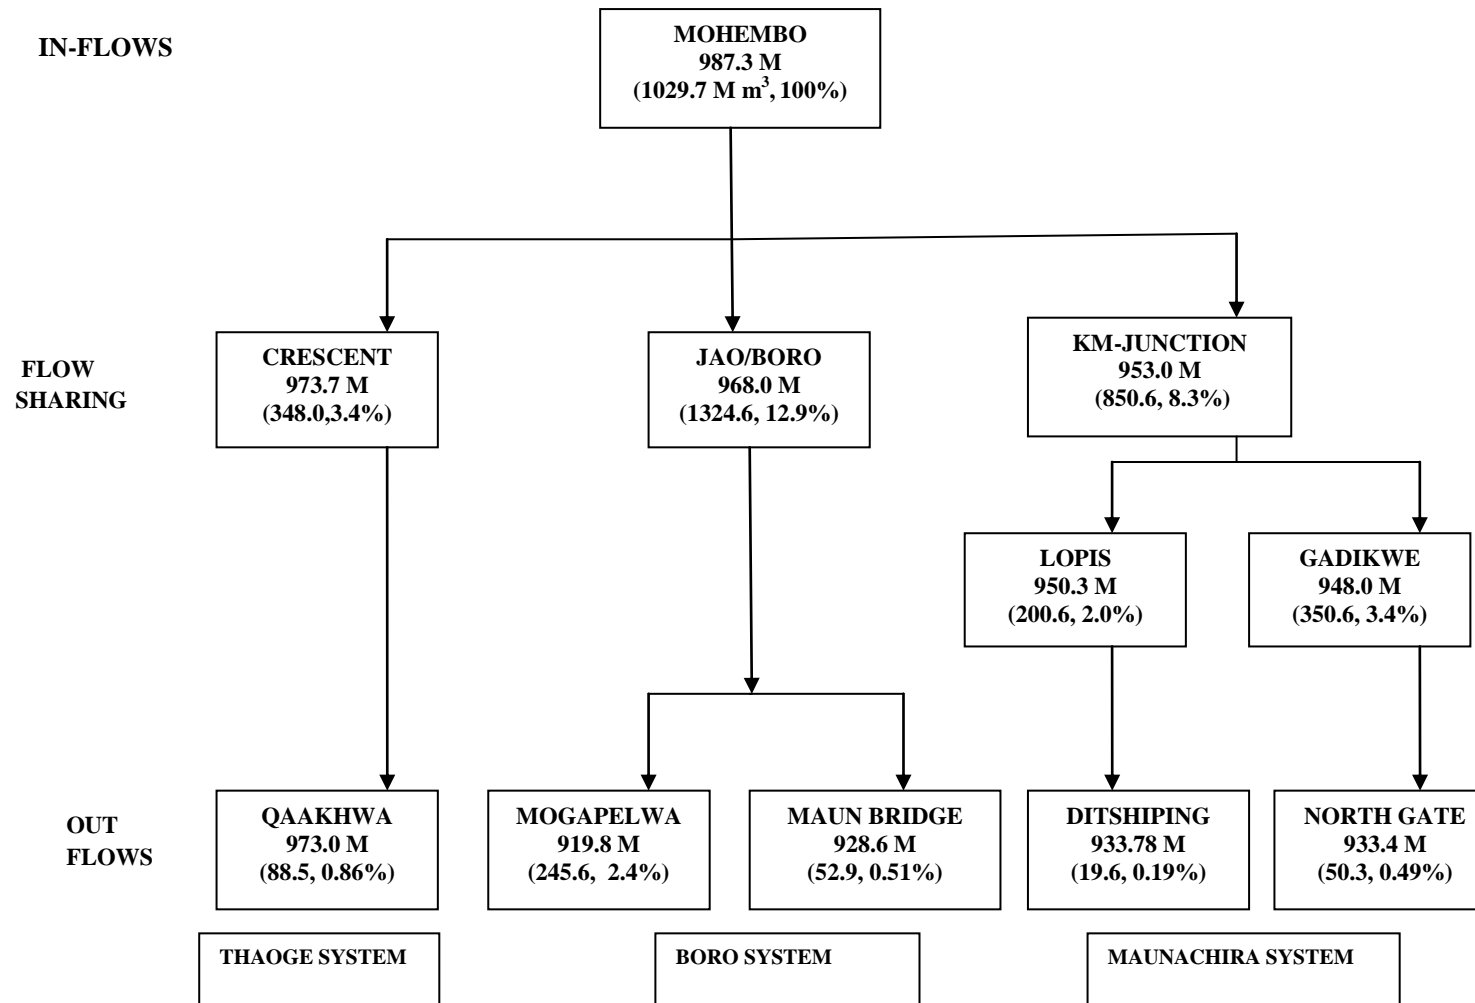 IN-FLOWS
MOHEMBO
987.3 M
(1029.7 M m³, 100%)
FLOW
SHARING
CRESCENT
973.7 M
(348.0,3.4%)
JAO/BORO
968.0 M
(1324.6, 12.9%)
KM-JUNCTION
953.0 M
(850.6, 8.3%)
LOPIS
950.3 M
(200.6, 2.0%)
GADIKWE
948.0 M
(350.6, 3.4%)
OUT
FLOWS
QAAKHWA
973.0 M
(88.5, 0.86%)
MOGAPELWA
919.8 M
(245.6, 2.4%)
MAUN BRIDGE
928.6 M
(52.9, 0.51%)
DITSHIPING
933.78 M
(19.6, 0.19%)
NORTH GATE
933.4 M
(50.3, 0.49%)
THAOGE SYSTEM
BORO SYSTEM
MAUNACHIRA SYSTEM